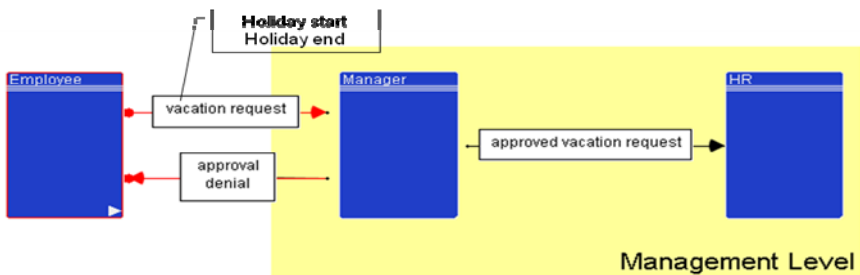 Holiday start
Holiday end
Employee
Manager
HR
vacation request
approved vacation request
approval
denial
Management Level